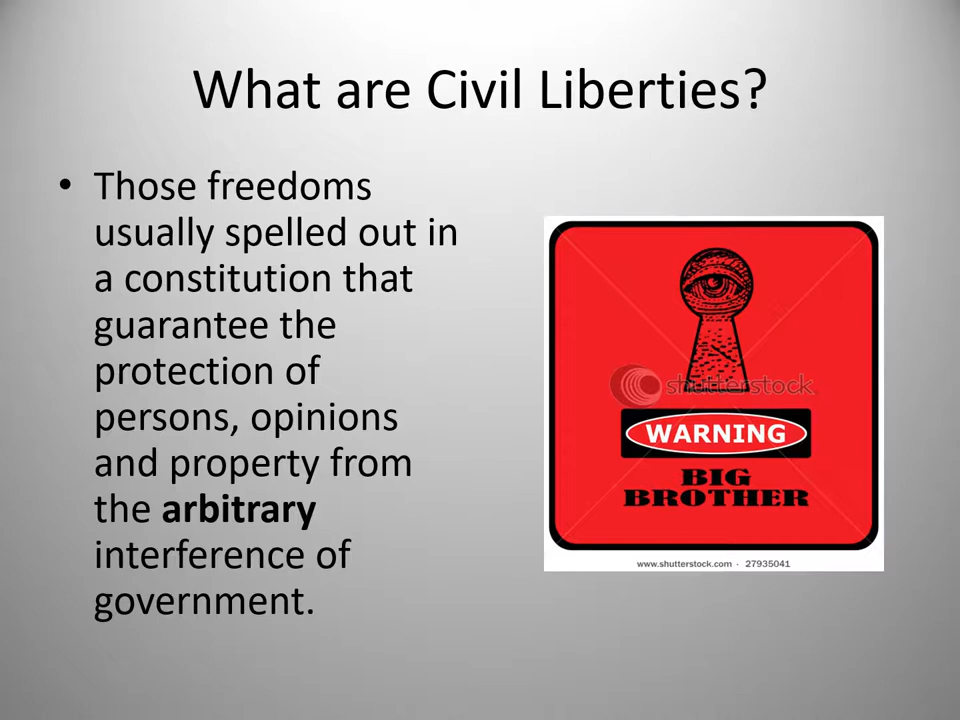 What are Civil Liberties?
• Those freedoms
usually spelled out in
a constitution that
guarantee the
protection of
persons, opinions
and property from
the arbitrary
interference of
government.
shutterstock
WARNING
BIG
BROTHER
www.shutterstock.com · 27935041